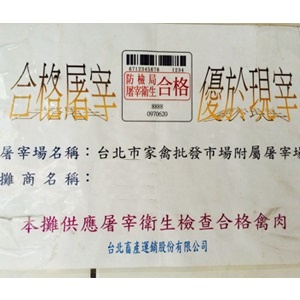 合格屠宰 優於現宰
6712345678 1234
防檢局
屠宰衛生
合格
8888
0970620
屠宰場名稱：台北市家禽批發市場附屬屠宰場
攤商名稱：
本攤供應屠宰衛生檢查合格禽肉
台北畜產運銷股份有限公司